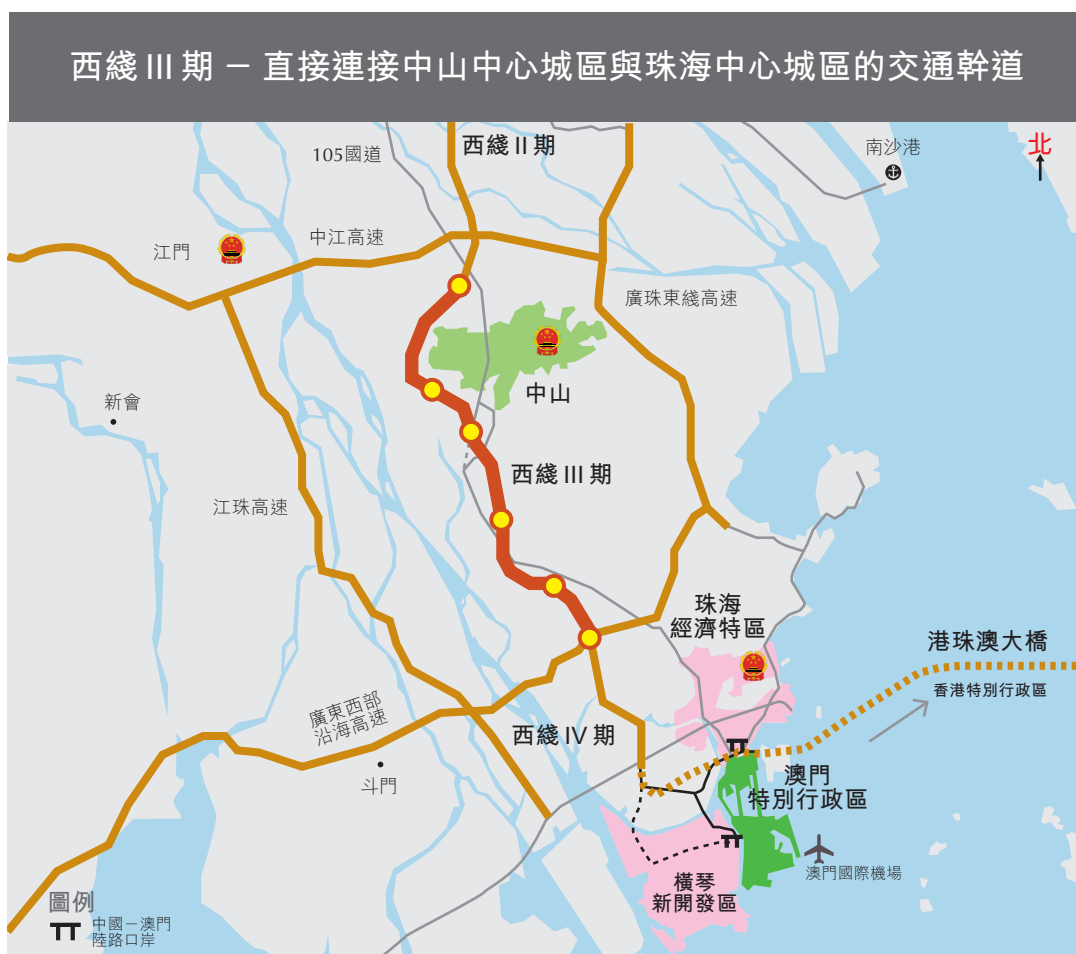 西綫 III 期 － 直接連接中山中心城區與珠海中心城區的交通幹道
105國道
西綫 II 期
南沙港
北
江門
中江高速
廣珠東綫高速
中山
新會
西綫 III 期
江珠高速
珠海
經濟特區
港珠澳大橋
香港特別行政區
廣東西部
沿海高速
西綫 IV 期
斗門
澳門
特別行政區
澳門國際機場
橫琴
新開發區
圖例
中國－澳門
陸路口岸